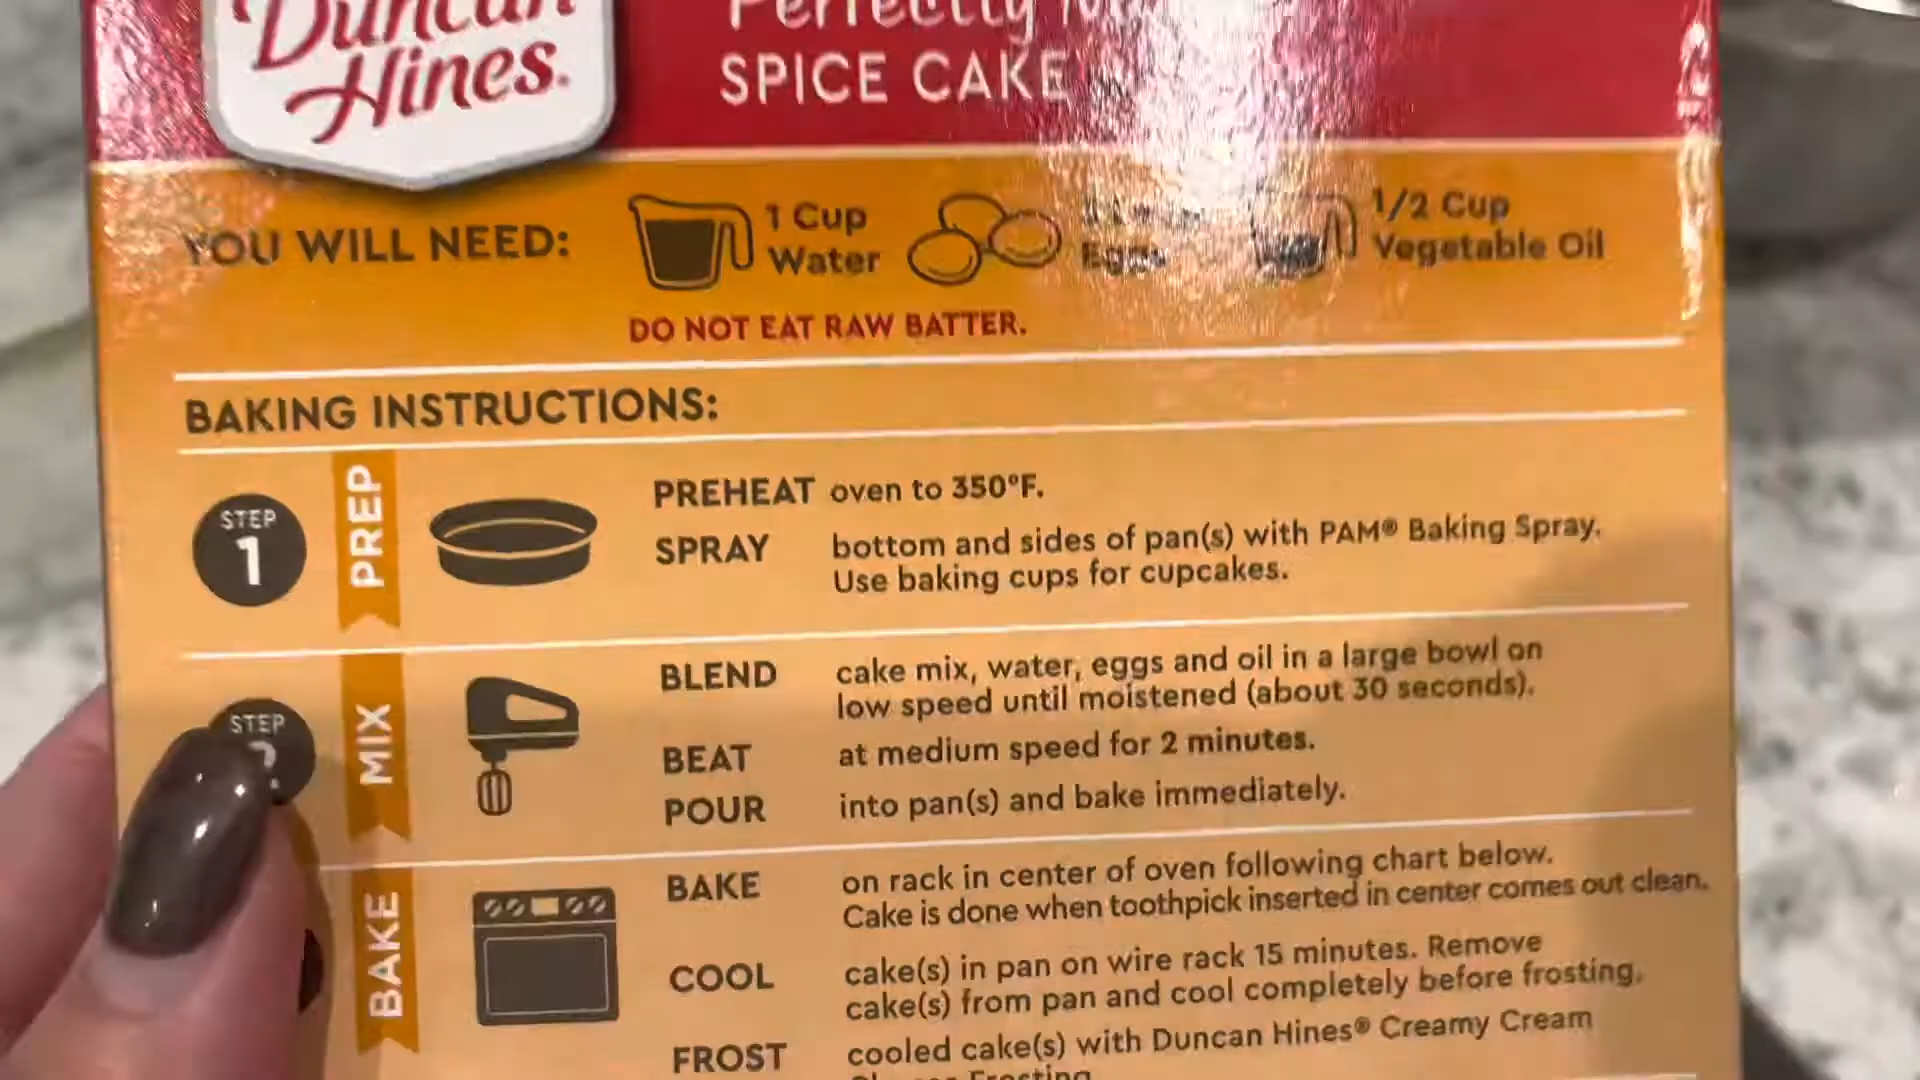 Duncan
Hines.
Perfectly
SPICE CAKE
YOU WILL NEED:
1 Cup
Water
Eggs
1/2 Cup
Vegetable Oil
DO NOT EAT RAW BATTER.
BAKING INSTRUCTIONS:
STEP
1
PREP
PREHEAT oven to 350°F.
SPRAY bottom and sides of pan(s) with PAM® Baking Spray.
Use baking cups for cupcakes.
STEP
MIX
BLEND cake mix, water, eggs and oil in a large bowl on
low speed until moistened (about 30 seconds).
BEAT at medium speed for 2 minutes.
POUR into pan(s) and bake immediately.
BAKE
BAKE on rack in center of oven following chart below.
Cake is done when toothpick inserted in center comes out clean.
COOL cake(s) in pan on wire rack 15 minutes. Remove
cake(s) from pan and cool completely before frosting.
FROST cooled cake(s) with Duncan Hines® Creamy Cream
Frosting